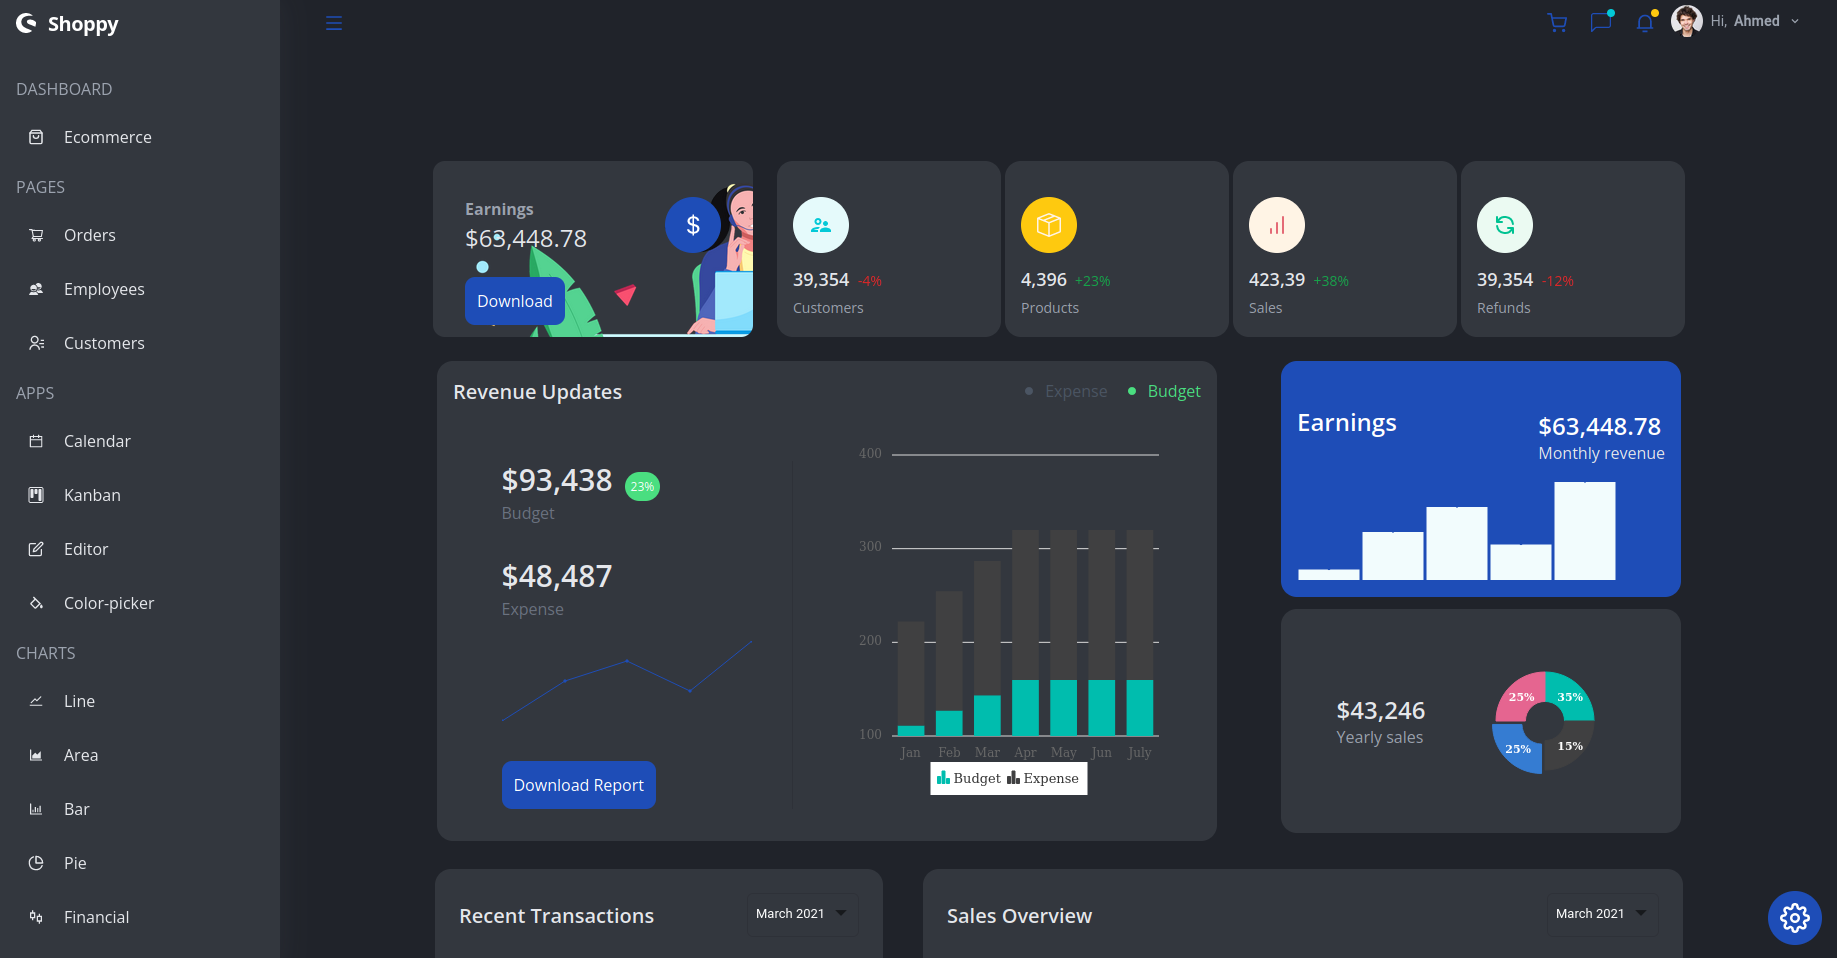 Shoppy
Hi, Ahmed
DASHBOARD
Ecommerce
PAGES
Orders
Employees
Customers
APPS
Calendar
Kanban
Editor
Color-picker
CHARTS
Line
Area
Bar
Pie
Financial
Earnings
$63,448.78
$
Download
39,354 -4%
Customers
4,396 +23%
Products
423,39 +38%
Sales
39,354 -12%
Refunds
Revenue Updates
Expense
Budget
$93,438 23%
Budget
$48,487
Expense
Download Report
400
300
200
100
Jan Feb Mar Apr May Jun July
Budget Expense
Earnings
$63,448.78
Monthly revenue
$43,246
Yearly sales
25% 35%
25% 15%
Recent Transactions
March 2021
Sales Overview
March 2021